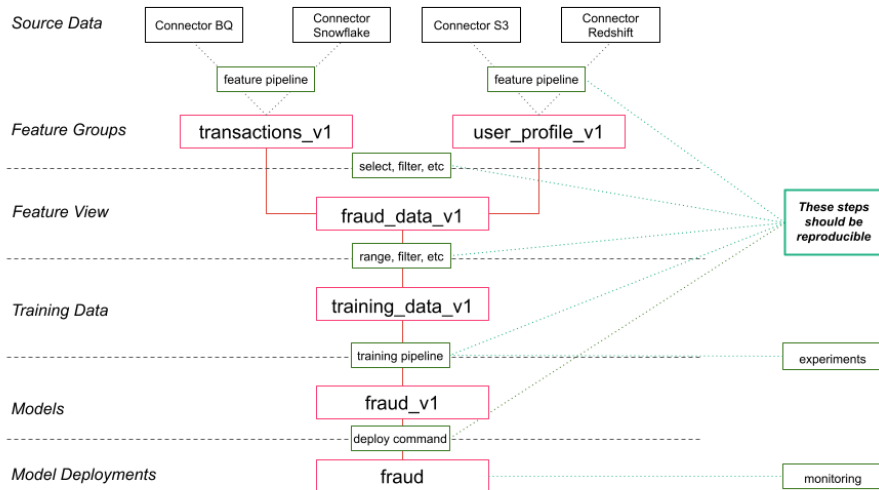 Source Data
Connector BQ
Connector
Snowflake
Connector S3
Connector
Redshift
feature pipeline
feature pipeline
Feature Groups
transactions_v1
user_profile_v1
select, filter, etc
Feature View
fraud_data_v1
These steps
should be
reproducible
range, filter, etc
Training Data
training_data_v1
training pipeline
experiments
Models
fraud_v1
deploy command
Model Deployments
fraud
monitoring